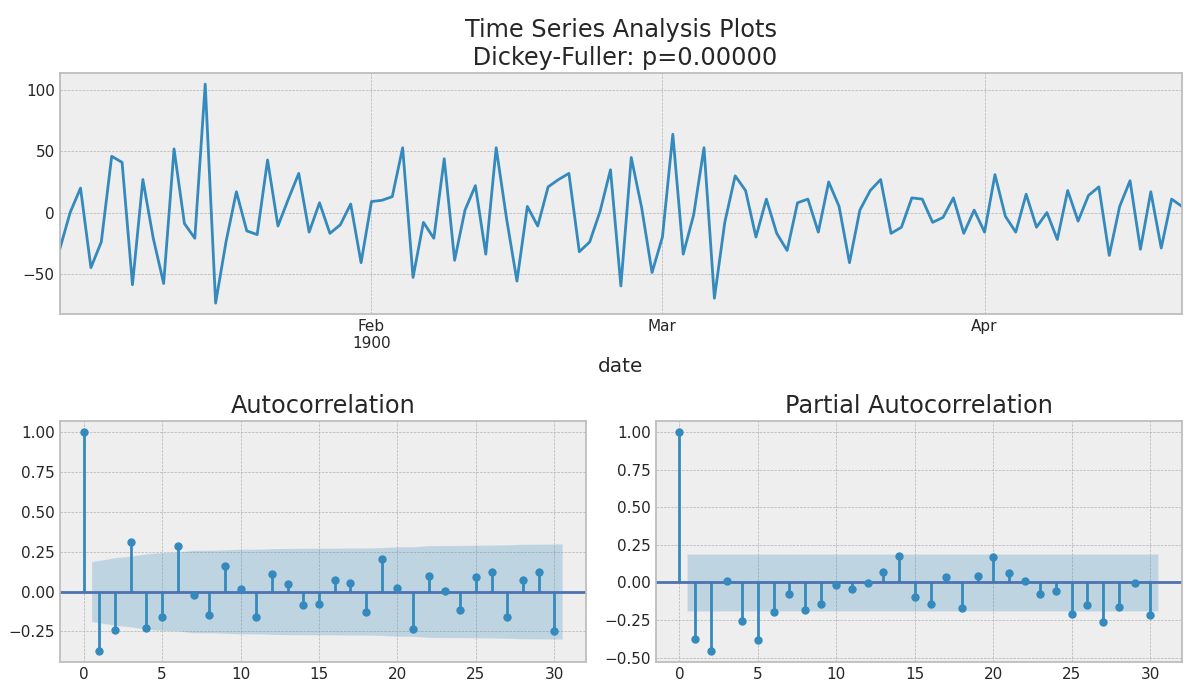 Time Series Analysis Plots
Dickey-Fuller: p=0.00000
100
50
0
−50
Feb
1900
Mar
Apr
date
Autocorrelation
1.00
0.75
0.50
0.25
0.00
−0.25
0 5 10 15 20 25 30
Partial Autocorrelation
1.00
0.75
0.50
0.25
0.00
−0.25
−0.50
0 5 10 15 20 25 30